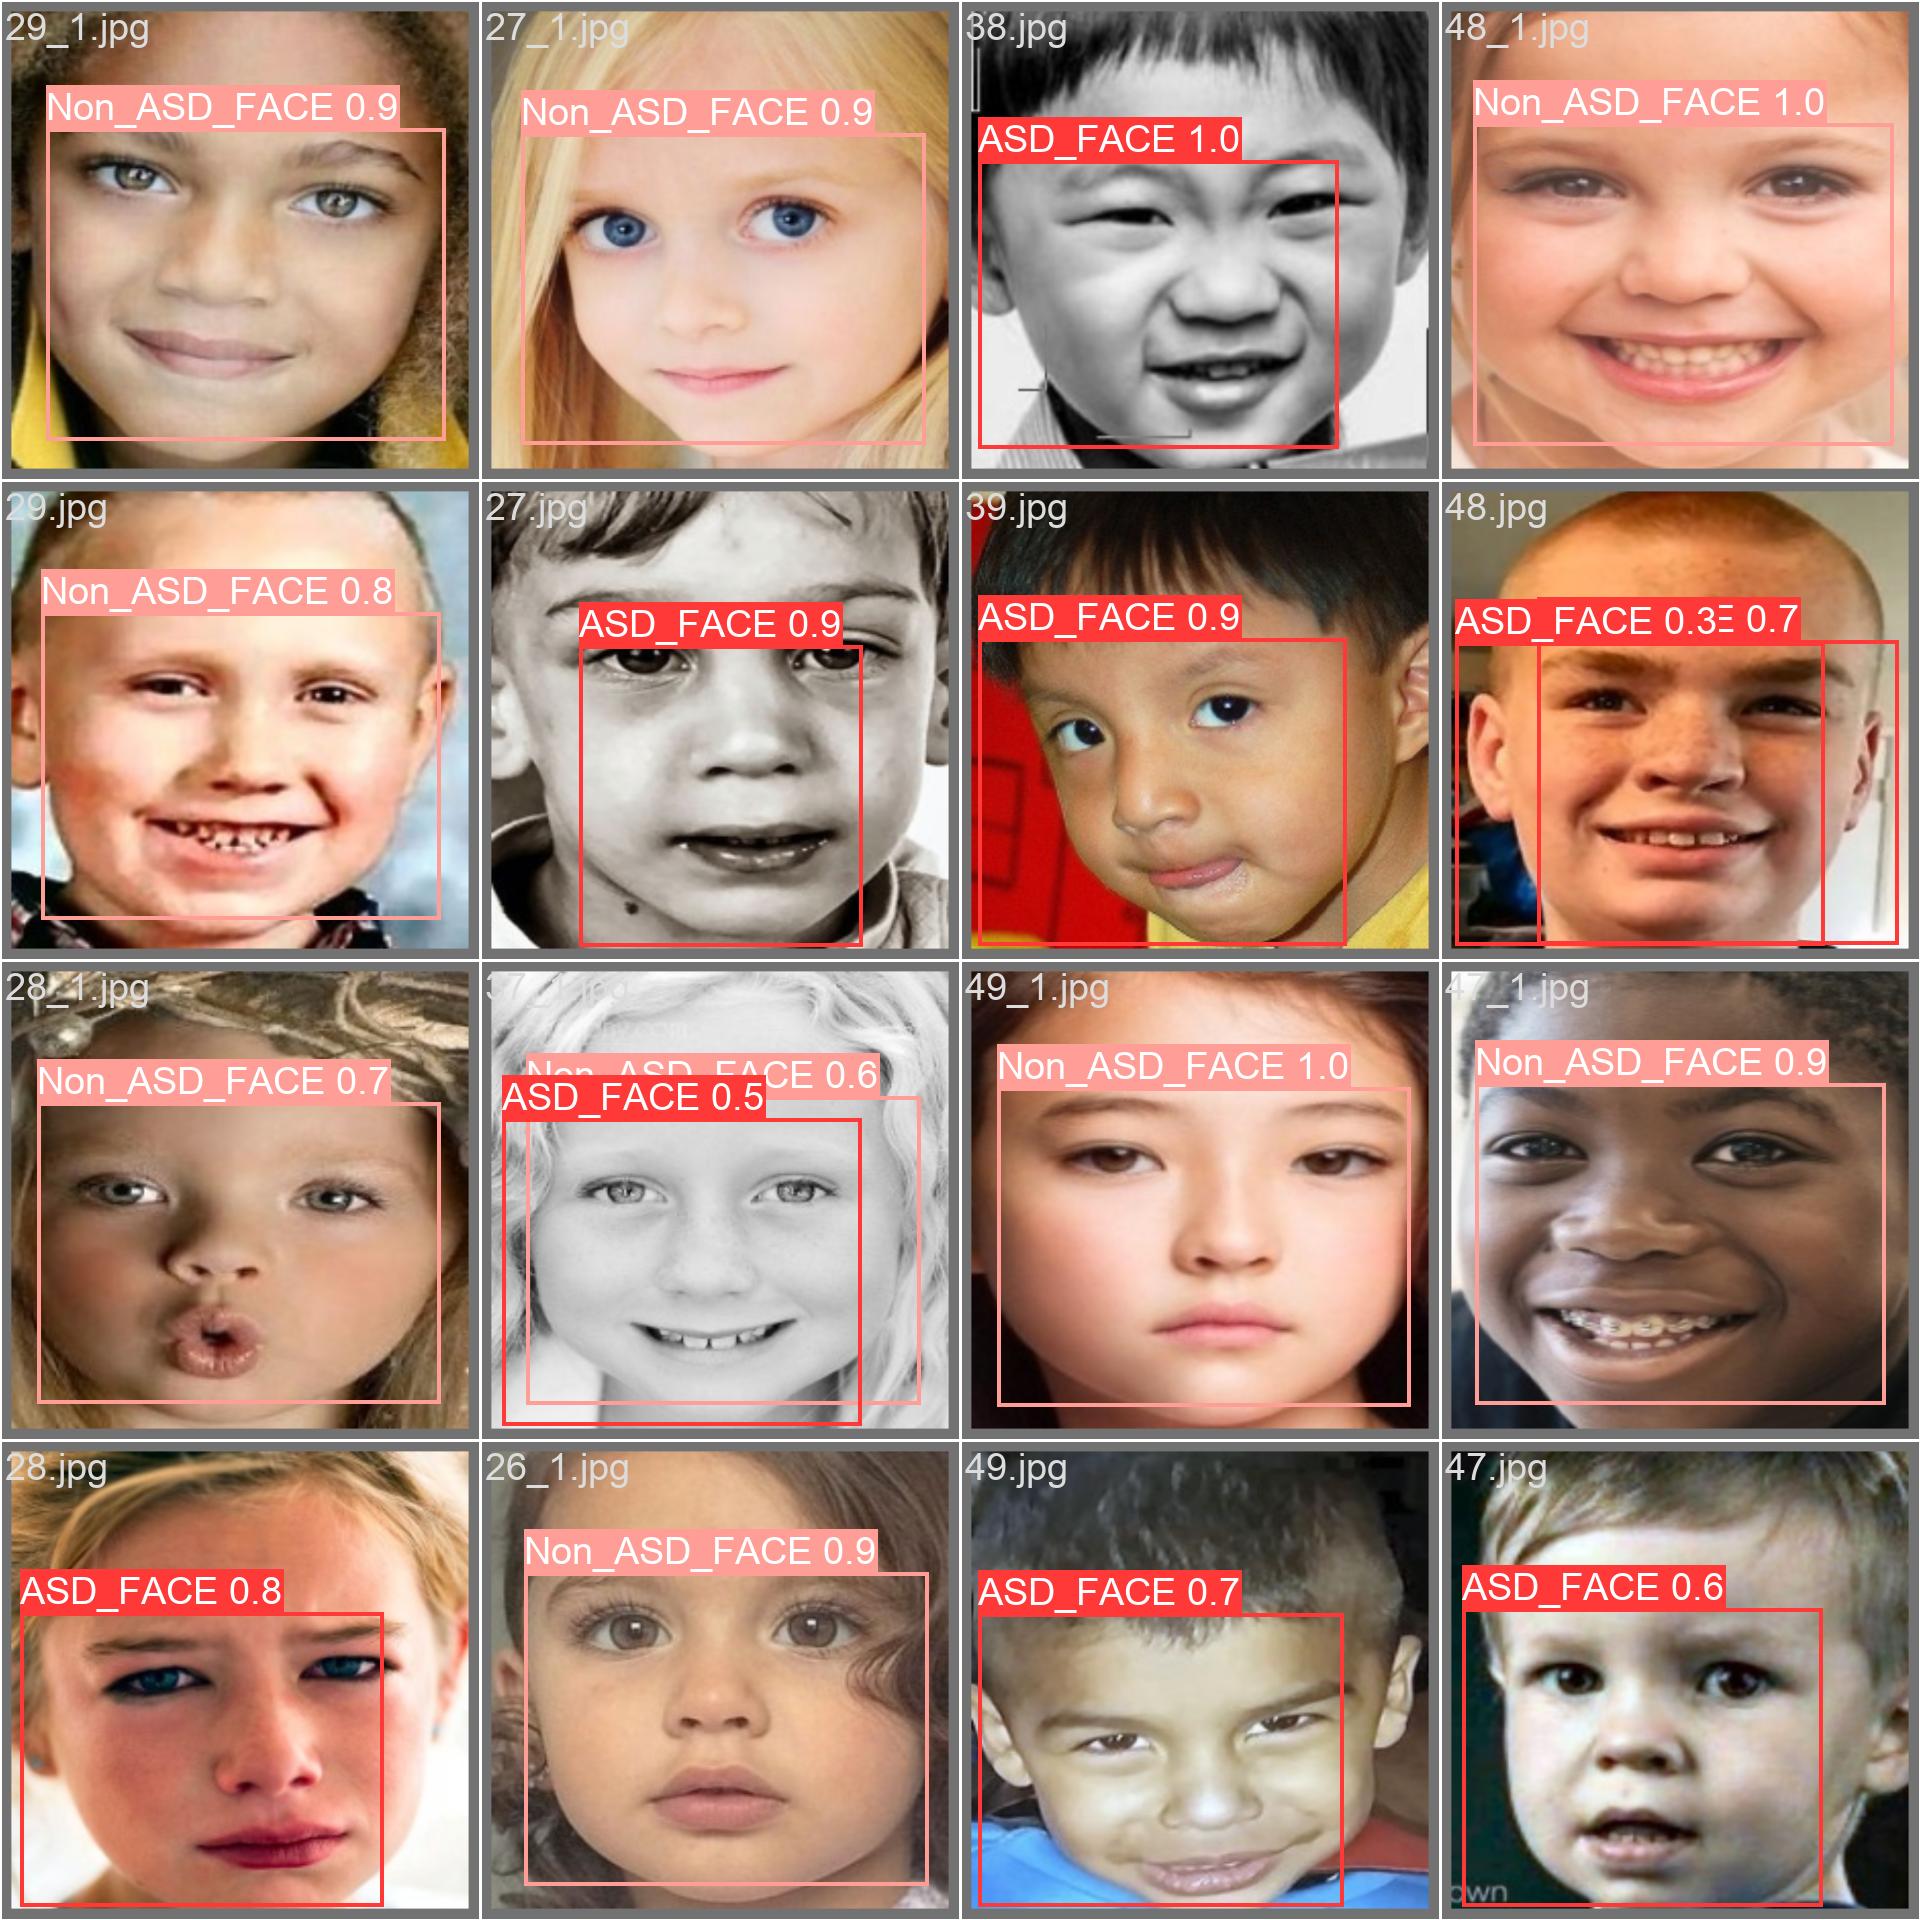 29_1.jpg
Non_ASD_FACE 0.9
27_1.jpg
Non_ASD_FACE 0.9
38.jpg
ASD_FACE 1.0
48_1.jpg
Non_ASD_FACE 1.0
29.jpg
Non_ASD_FACE 0.8
27.jpg
ASD_FACE 0.9
39.jpg
ASD_FACE 0.9
48.jpg
ASD_FACE 0.3E 0.7
28_1.jpg
Non_ASD_FACE 0.7
37_1.jpg
Non_ASD_FACE 0.6
ASD_FACE 0.5
49_1.jpg
Non_ASD_FACE 1.0
47_1.jpg
Non_ASD_FACE 0.9
28.jpg
ASD_FACE 0.8
26_1.jpg
Non_ASD_FACE 0.9
49.jpg
ASD_FACE 0.7
47.jpg
ASD_FACE 0.6